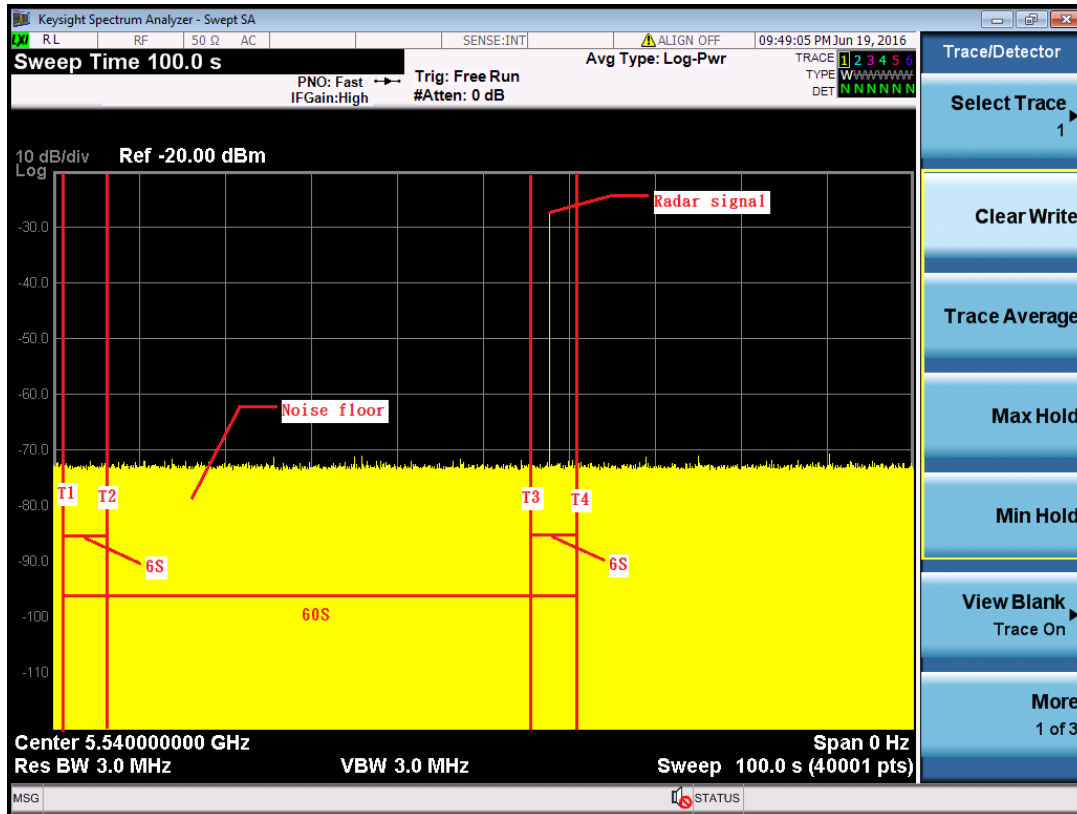 Keysight Spectrum Analyzer - Swept SA
LXI RL RF 50 Ω AC SENSE:INT ALIGN OFF 09:49:05 PM Jun 19, 2016
Sweep Time 100.0 s
PNO: Fast
IFGain:High
Trig: Free Run
#Atten: 0 dB
Avg Type: Log-Pwr
TRACE 1 2 3 4 5 6
TYPE WWWWWW
DET N N N N N N
10 dB/div Ref -20.00 dBm
Log
Radar signal
-30.0
-40.0
-50.0
-60.0
Noise floor
-70.0
T1 T2 T3 T4
-80.0
-90.0
6S 6S
60S
-100
-110
Center 5.540000000 GHz Span 0 Hz
Res BW 3.0 MHz VBW 3.0 MHz Sweep 100.0 s (40001 pts)
MSG STATUS
Trace/Detector
Select Trace
1
Clear Write
Trace Average
Max Hold
Min Hold
View Blank
Trace On
More
1 of 3